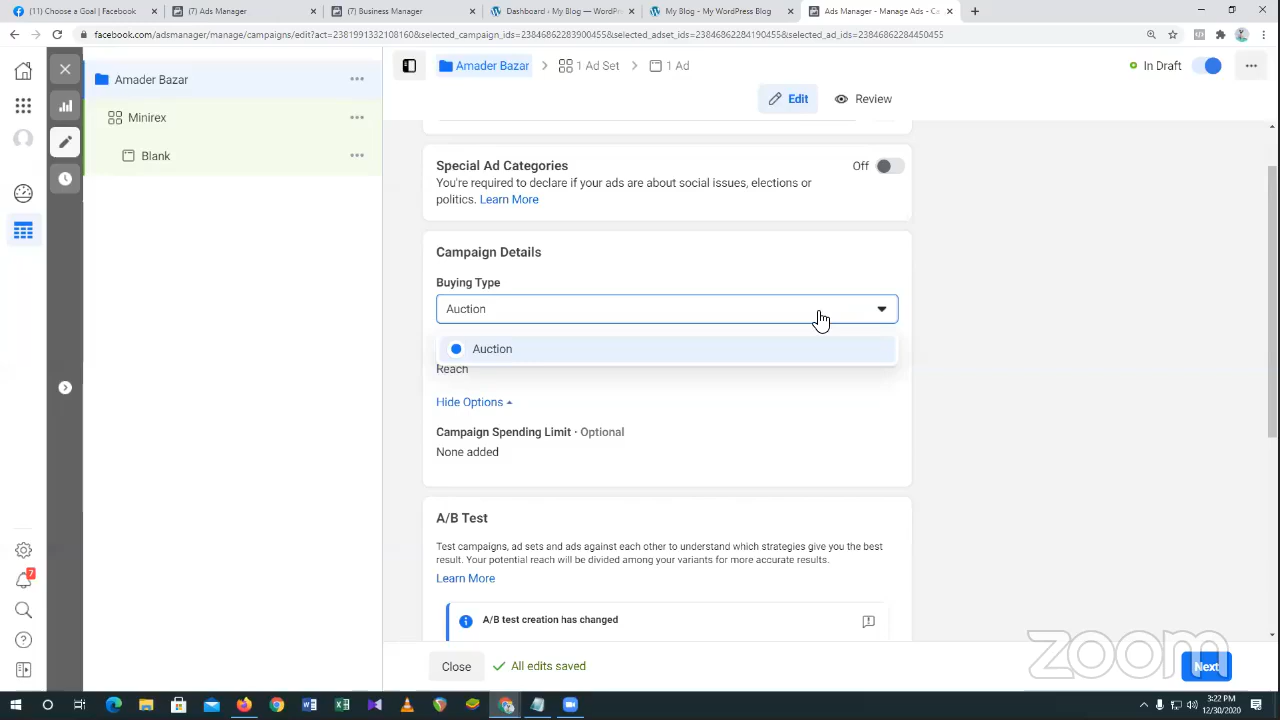 (1) Choose a Goal | Facebook
(7) Ads Manager
(7) Business Manager
Dashboard ‹ My Blog — WordPr
My Blog - My WordPress Blog
Ads Manager - Manage Ads - Ca
facebook.com/adsmanager/manage/campaigns/edit?act=2381991332108160&selected_campaign_ids=23846862283900455&selected_adset_ids=23846862284190455&selected_ad_ids=23846862284450455
Amader Bazar
Minirex
Blank
Amader Bazar
1 Ad Set
1 Ad
In Draft
Edit
Review
Special Ad Categories
Off
You're required to declare if your ads are about social issues, elections or
politics. Learn More
Campaign Details
Buying Type
Auction
Auction
Reach
Hide Options
Campaign Spending Limit · Optional
None added
A/B Test
Test campaigns, ad sets and ads against each other to understand which strategies give you the best
result. Your potential reach will be divided among your variants for more accurate results.
Learn More
A/B test creation has changed
7
Close
All edits saved
Next
zoom
3:22 PM
12/30/2020